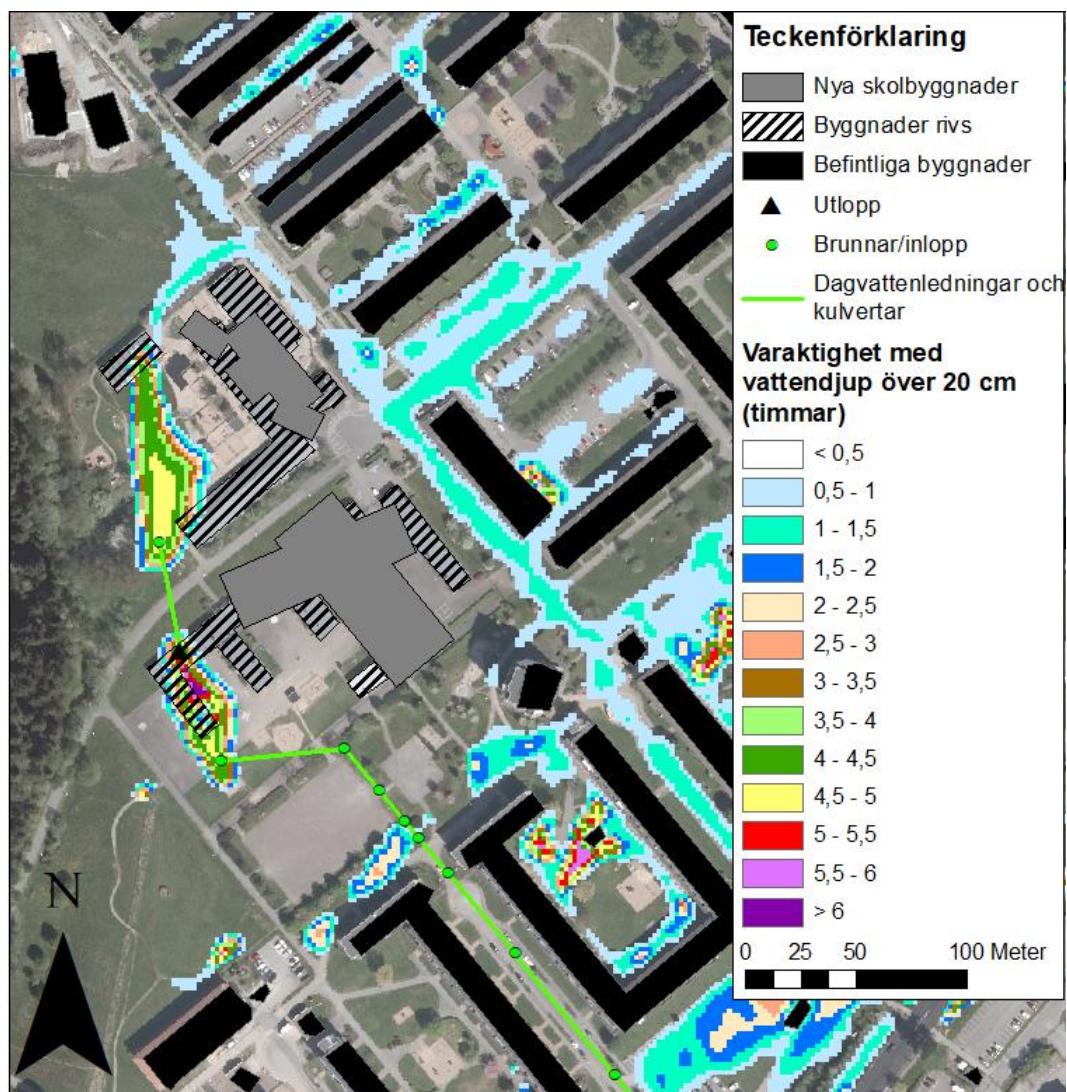 Teckenförklaring
Nya skolbyggnader
Byggnader rivs
Befintliga byggnader
Utlopp
Brunnar/inlopp
Dagvattenledningar och
kulvertar
Varaktighet med
vattendjup över 20 cm
(timmar)
< 0,5
0,5 - 1
1 - 1,5
1,5 - 2
2 - 2,5
2,5 - 3
3 - 3,5
3,5 - 4
4 - 4,5
4,5 - 5
5 - 5,5
5,5 - 6
> 6
0 25 50 100 Meter
N